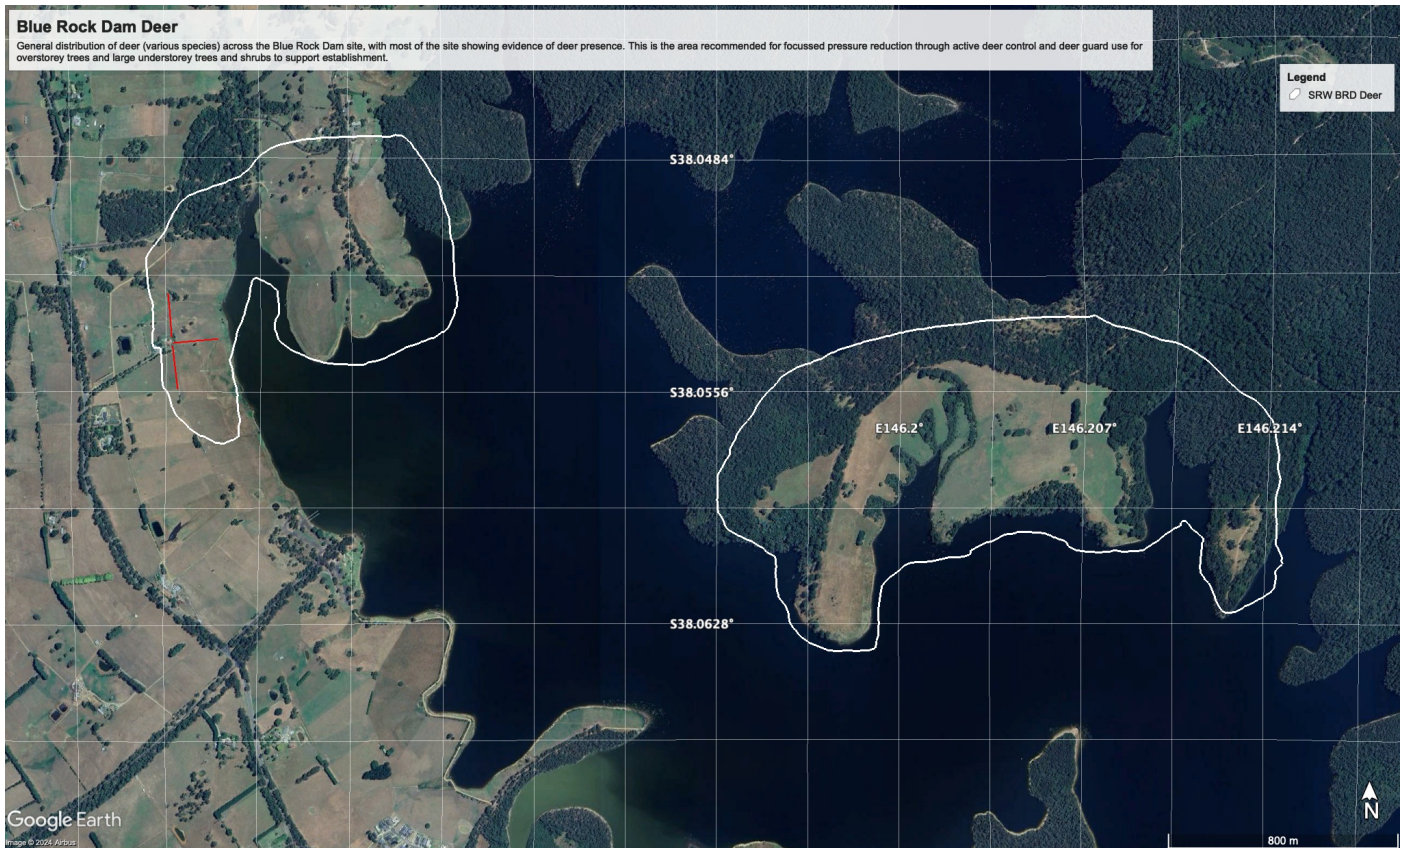 Blue Rock Dam Deer
General distribution of deer (various species) across the Blue Rock Dam site, with most of the site showing evidence of deer presence. This is the area recommended for focussed pressure reduction through active deer control and deer guard use for
overstorey trees and large understorey trees and shrubs to support establishment.
Legend
SRW BRD Deer
S38.0484°
S38.0556°
E146.2°
E146.207°
E146.214°
S38.0628°
Google Earth
Image © 2024 Airbus
N
800 m